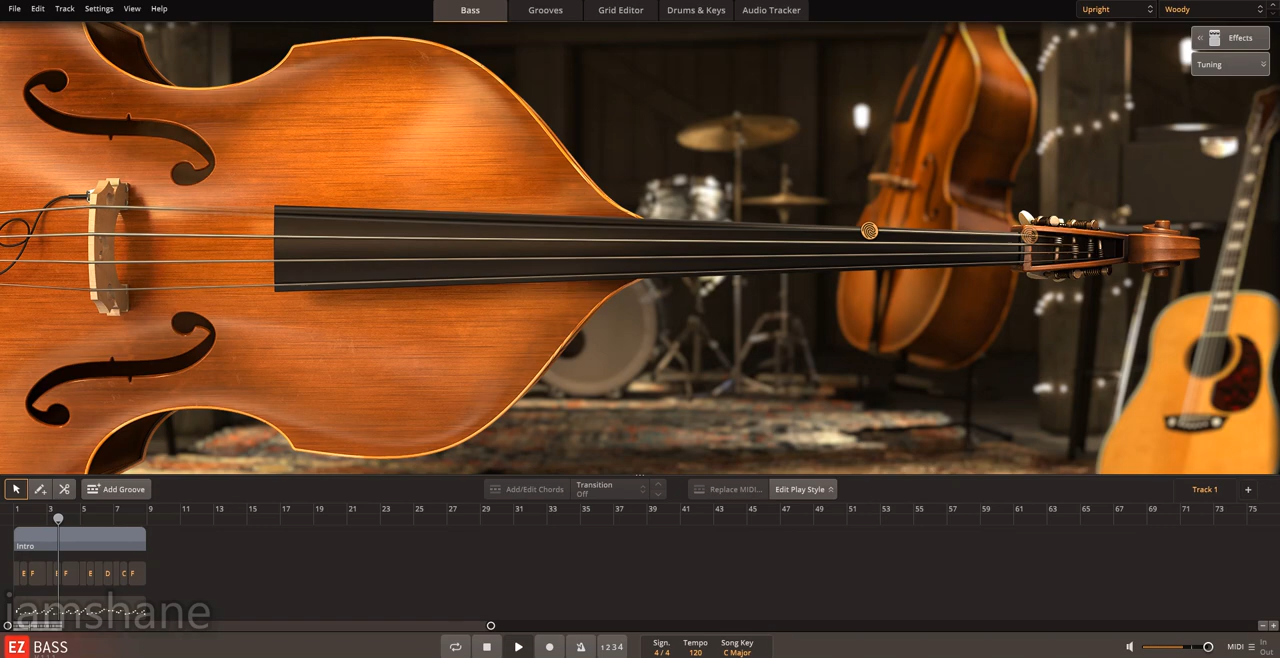 File Edit Track Settings View Help
Bass Grooves Grid Editor Drums & Keys Audio Tracker
Upright Woody
Effects
Tuning
Add Groove
Add/Edit Chords
Transition
Off
Replace MIDI...
Edit Play Style
Track 1
+
1 3 5 7 9 11 13 15 17 19 21 23 25 27 29 31 33 35 37 39 41 43 45 47 49 51 53 55 57 59 61 63 65 67 69 71 73 75
Intro
E F E F E D C F
iamshane
EZ BASS
1 2 3 4
Sign. Tempo Song Key
4 / 4 120 C Major
MIDI
In
Out